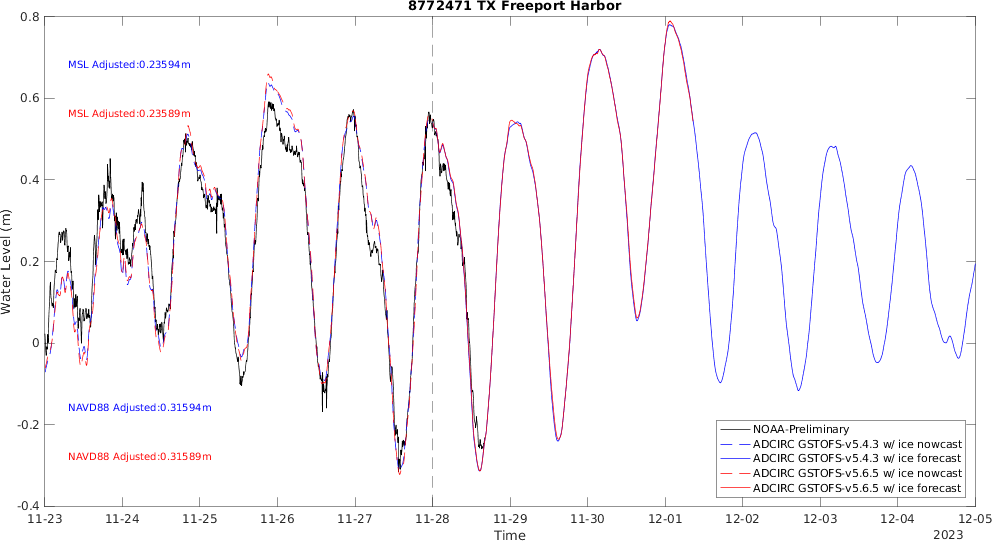 8772471 TX Freeport Harbor
0.8
0.6
0.4
0.2
0
-0.2
-0.4
Water Level (m)
MSL Adjusted:0.23594m
MSL Adjusted:0.23589m
NAVD88 Adjusted:0.31594m
NAVD88 Adjusted:0.31589m
NOAA-Preliminary
ADCIRC GSTOFS-v5.4.3 w/ ice nowcast
ADCIRC GSTOFS-v5.4.3 w/ ice forecast
ADCIRC GSTOFS-v5.6.5 w/ ice nowcast
ADCIRC GSTOFS-v5.6.5 w/ ice forecast
11-23 11-24 11-25 11-26 11-27 11-28 11-29 11-30 12-01 12-02 12-03 12-04 12-05
Time
2023